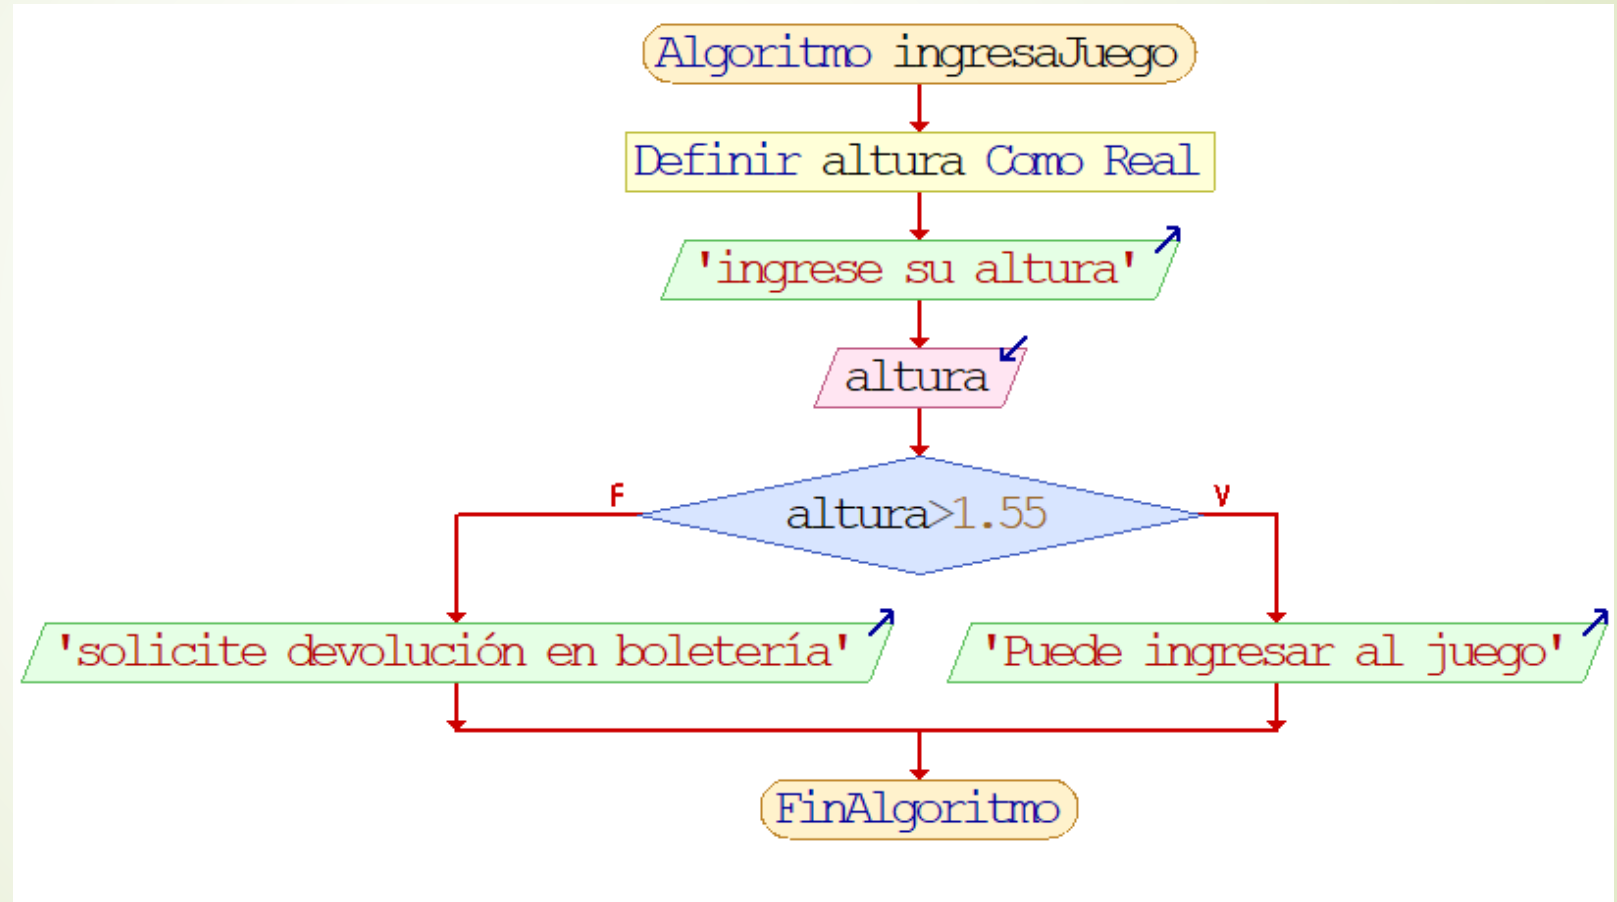 Algoritmo ingresaJuego
Definir altura Como Real
'ingrese su altura'
altura
altura>1.55
F
V
'solicite devolución en boletería'
'Puede ingresar al juego'
FinAlgoritmo